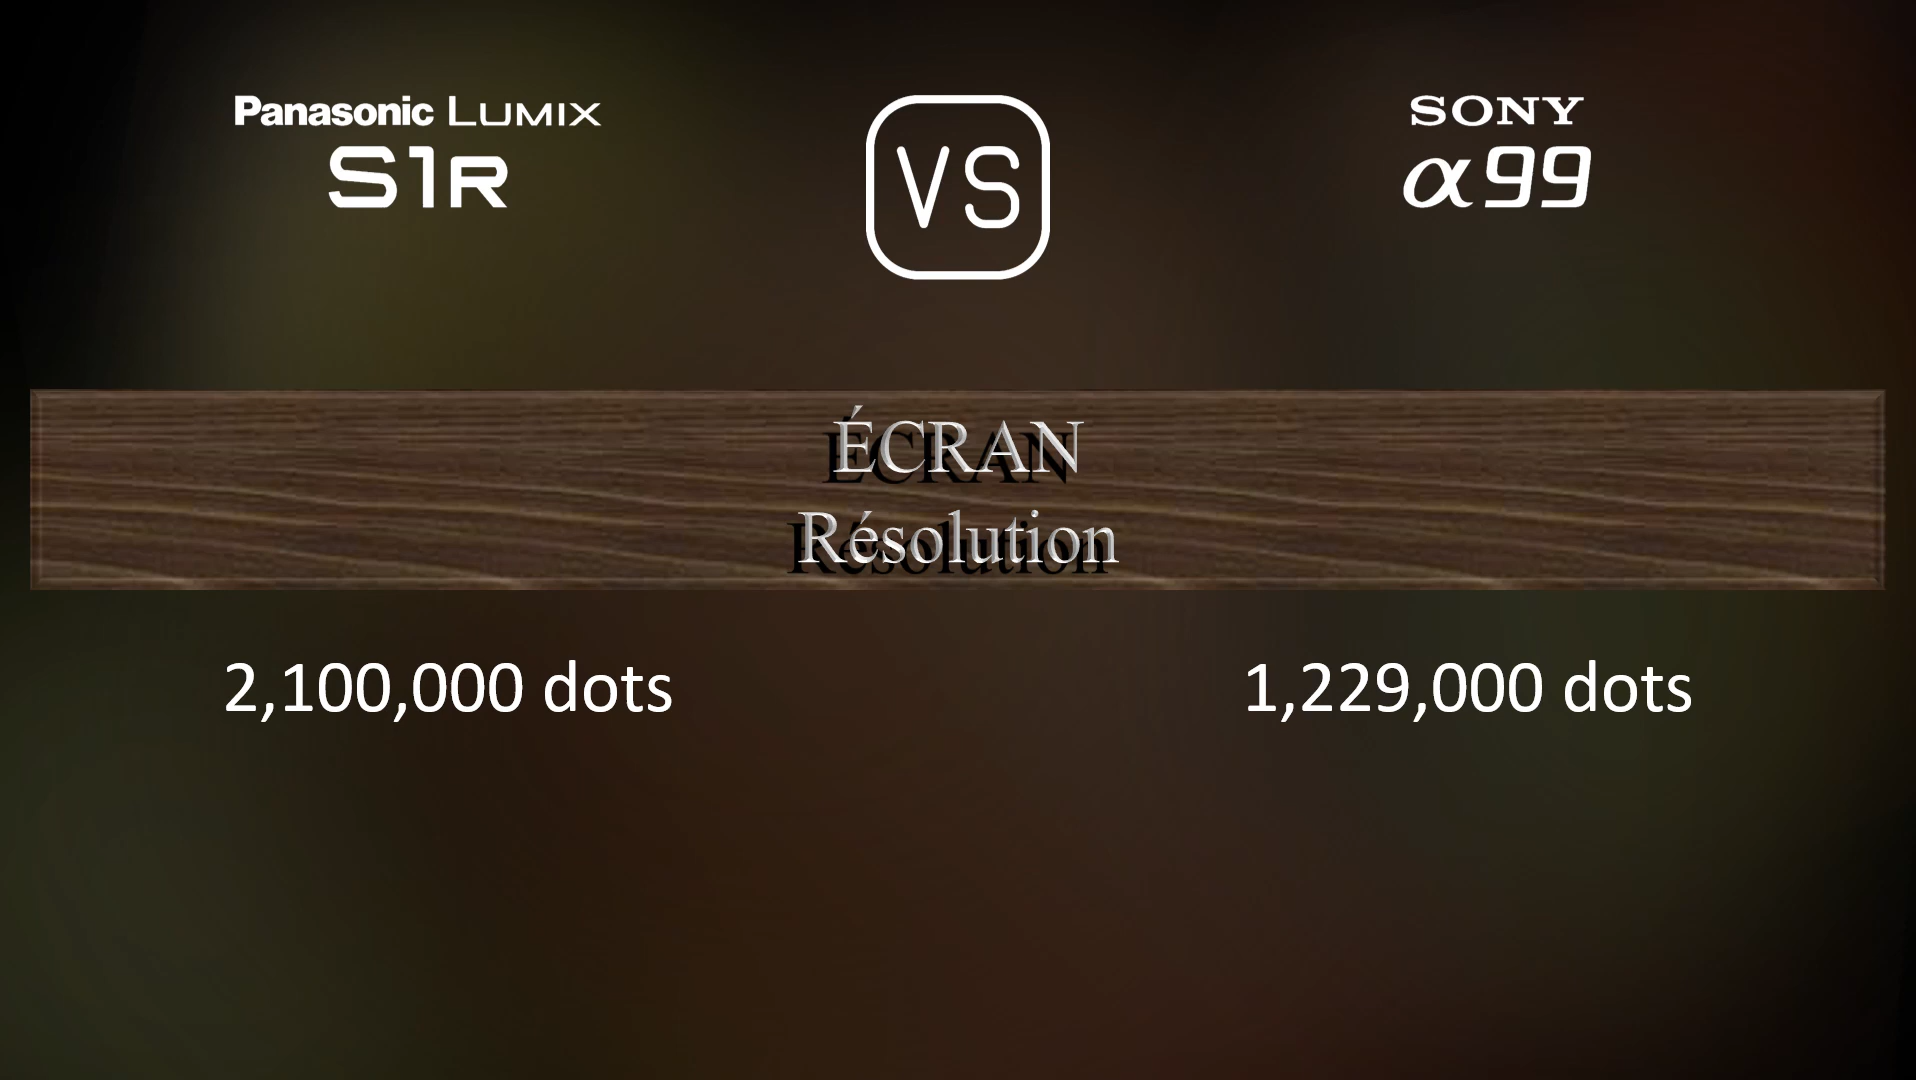 Panasonic LUMIX
S1R
VS
SONY
α99
ÉCRAN
Résolution
2,100,000 dots
1,229,000 dots